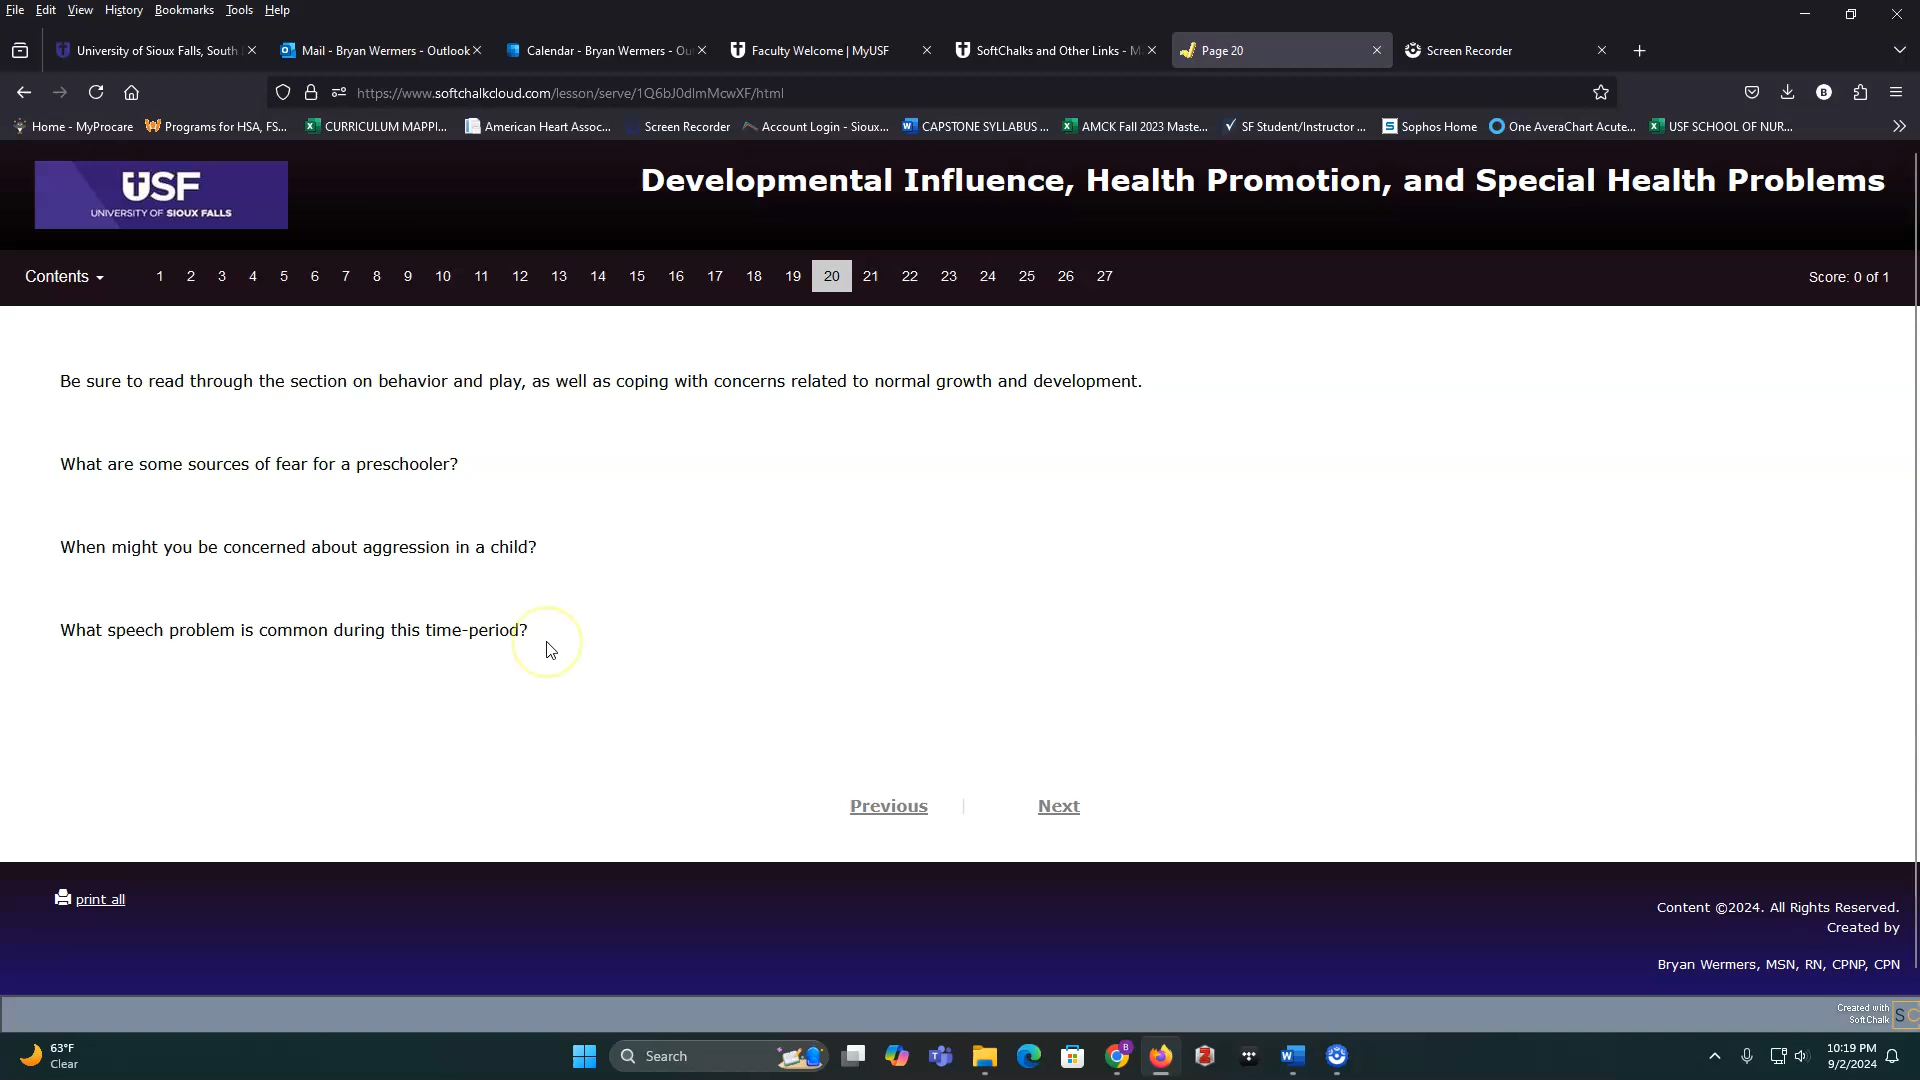 File Edit View History Bookmarks Tools Help
University of Sioux Falls, South
Mail - Bryan Wermers - Outlook
Calendar - Bryan Wermers - Ou
Faculty Welcome | MyUSF
SoftChalks and Other Links - M
Page 20
Screen Recorder
https://www.softchalkcloud.com/lesson/serve/1Q6bJ0dlmMcwXF/html
B
Home - MyProcare
Programs for HSA, FS...
CURRICULUM MAPPI...
American Heart Assoc...
Screen Recorder
Account Login - Sioux...
CAPSTONE SYLLABUS ...
AMCK Fall 2023 Maste...
SF Student/Instructor ...
Sophos Home
One AveraChart Acute...
USF SCHOOL OF NUR...
USF
UNIVERSITY OF SIOUX FALLS
Developmental Influence, Health Promotion, and Special Health Problems
Contents 1 2 3 4 5 6 7 8 9 10 11 12 13 14 15 16 17 18 19 20 21 22 23 24 25 26 27 Score: 0 of 1
Be sure to read through the section on behavior and play, as well as coping with concerns related to normal growth and development.
What are some sources of fear for a preschooler?
When might you be concerned about aggression in a child?
What speech problem is common during this time-period?
Previous | Next
print all
Content ©2024. All Rights Reserved.
Created by
Bryan Wermers, MSN, RN, CPNP, CPN
Created with
SoftChalk
SC
63°F
Clear
Search
10:19 PM
9/2/2024